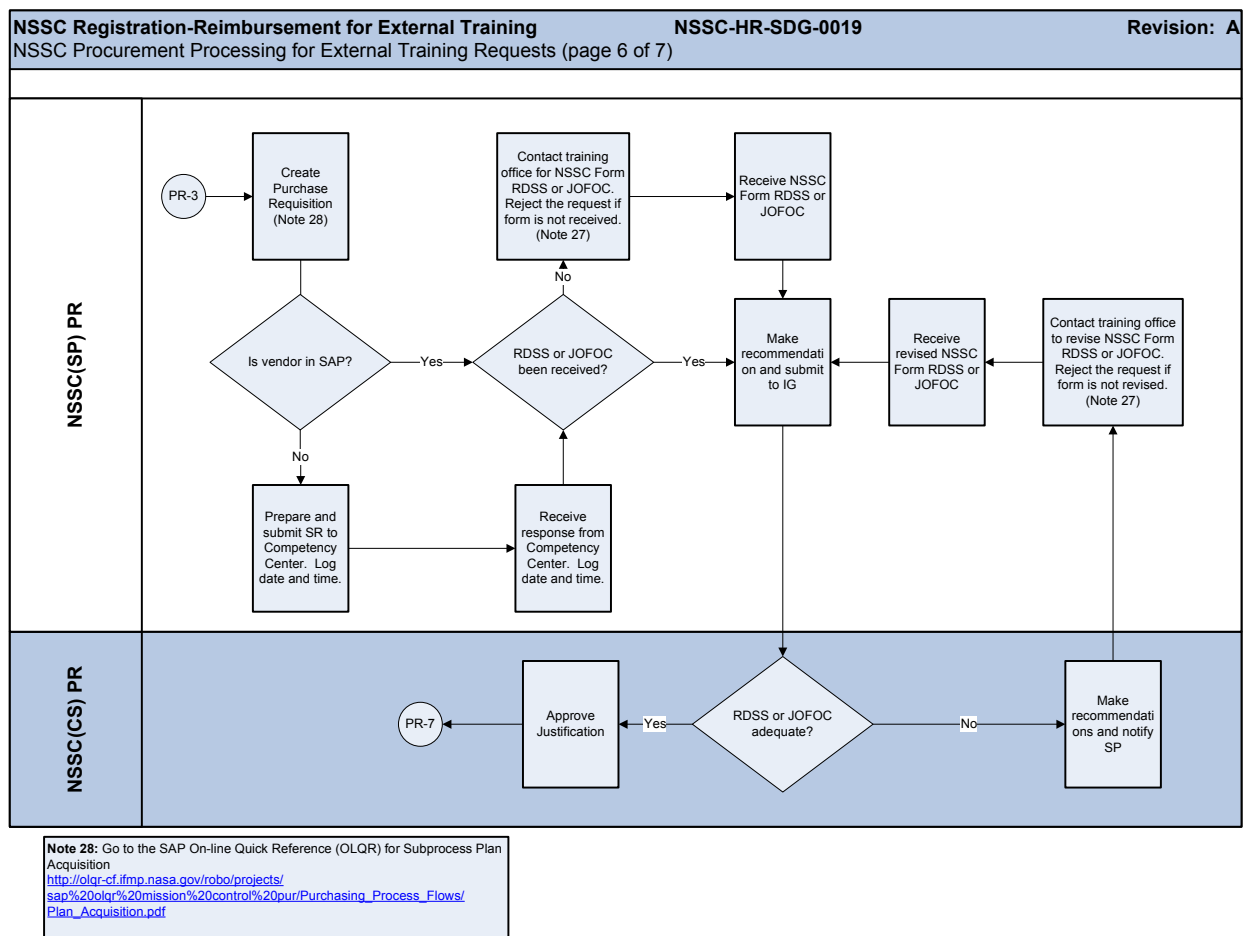 NSSC Registration-Reimbursement for External Training NSSC-HR-SDG-0019 Revision: A
NSSC Procurement Processing for External Training Requests (page 6 of 7)
NSSC(SP) PR
PR-3
Create
Purchase
Requisition
(Note 28)
Contact training
office for NSSC Form
RDSS or JOFOC.
Reject the request if
form is not received.
(Note 27)
Receive NSSC
Form RDSS or
JOFOC
No
Is vendor in SAP?
Yes
RDSS or JOFOC
been received?
Yes
Make
recommendati
on and submit
to IG
Receive
revised NSSC
Form RDSS or
JOFOC
Contact training office
to revise NSSC Form
RDSS or JOFOC.
Reject the request if
form is not revised.
(Note 27)
No
Prepare and
submit SR to
Competency
Center. Log
date and time.
Receive
response from
Competency
Center. Log
date and time.
NSSC(CS) PR
PR-7
Approve
Justification
Yes
RDSS or JOFOC
adequate?
No
Make
recommendati
ons and notify
SP
Note 28: Go to the SAP On-line Quick Reference (OLQR) for Subprocess Plan
Acquisition
http://olqr-cf.ifmp.nasa.gov/robo/projects/
sap%20olqr%20mission%20control%20pur/Purchasing_Process_Flows/
Plan_Acquisition.pdf